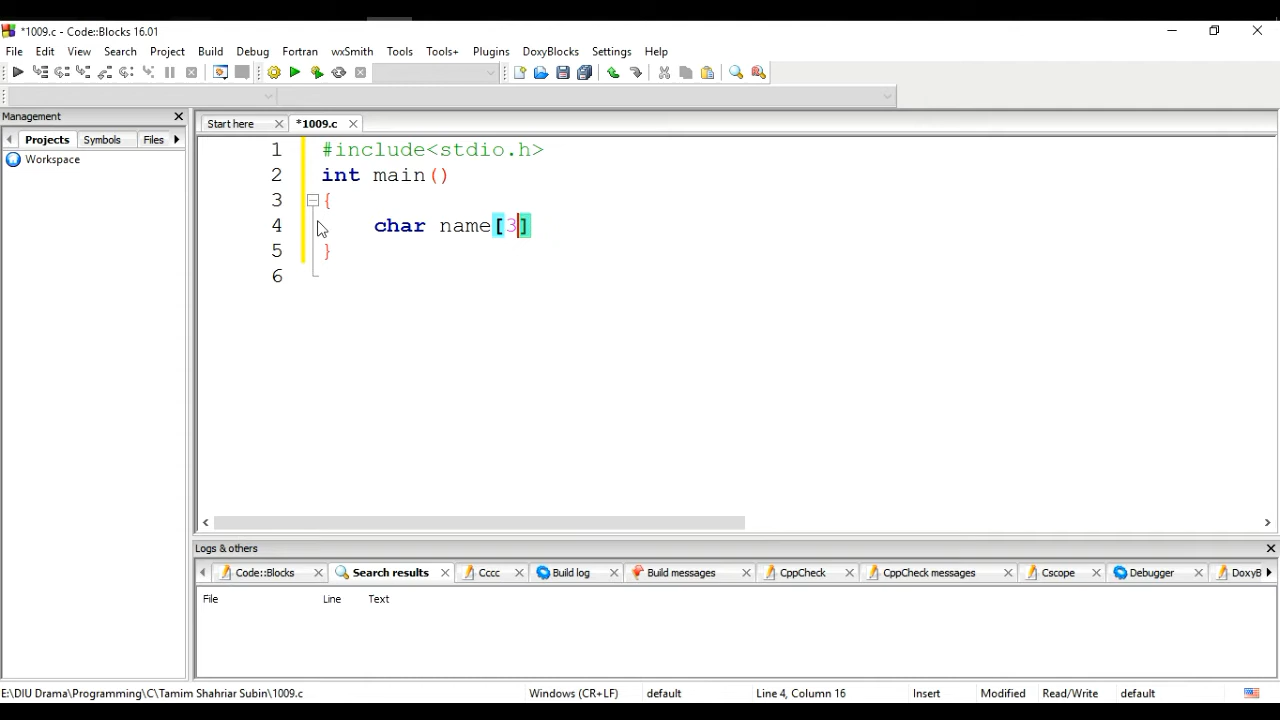 *1009.c - Code::Blocks 16.01
File Edit View Search Project Build Debug Fortran wxSmith Tools Tools+ Plugins DoxyBlocks Settings Help
Management
Start here *1009.c
Projects Symbols Files
Workspace
1 #include<stdio.h>
2 int main()
3 {
4 char name[3]
5 }
6
Logs & others
Code::Blocks Search results Cccc Build log Build messages CppCheck CppCheck messages Cscope Debugger DoxyB
File Line Text
E:\DIU Drama\Programming\C\Tamim Shahriar Subin\1009.c Windows (CR+LF) default Line 4, Column 16 Insert Modified Read/Write default